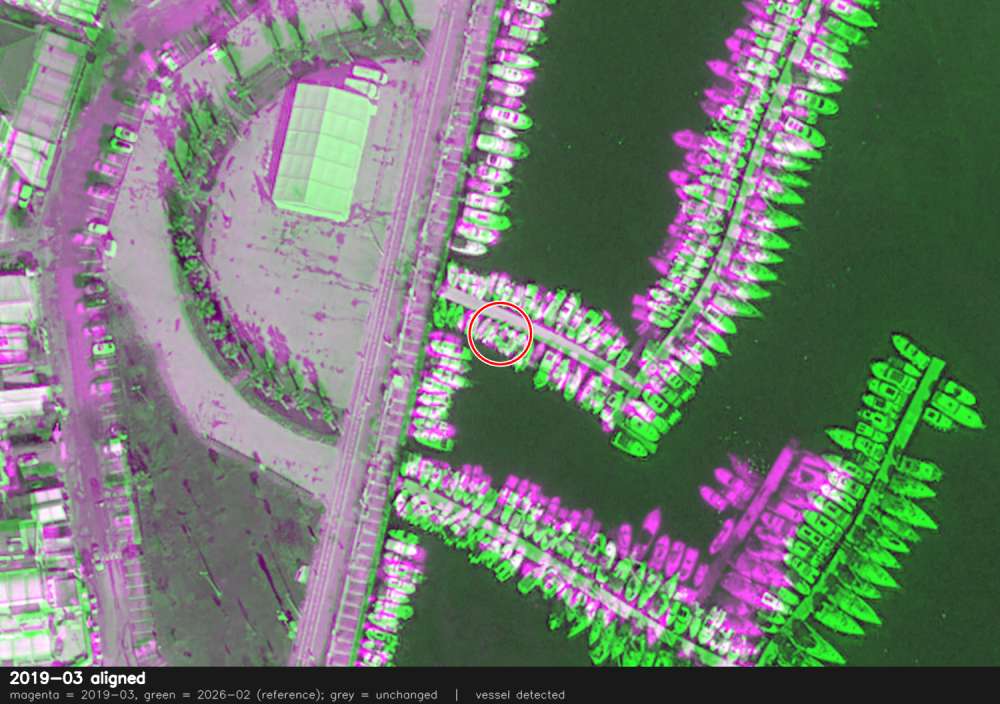 2019-03 aligned
magenta = 2019-03, green = 2026-02 (reference); grey = unchanged | vessel detected